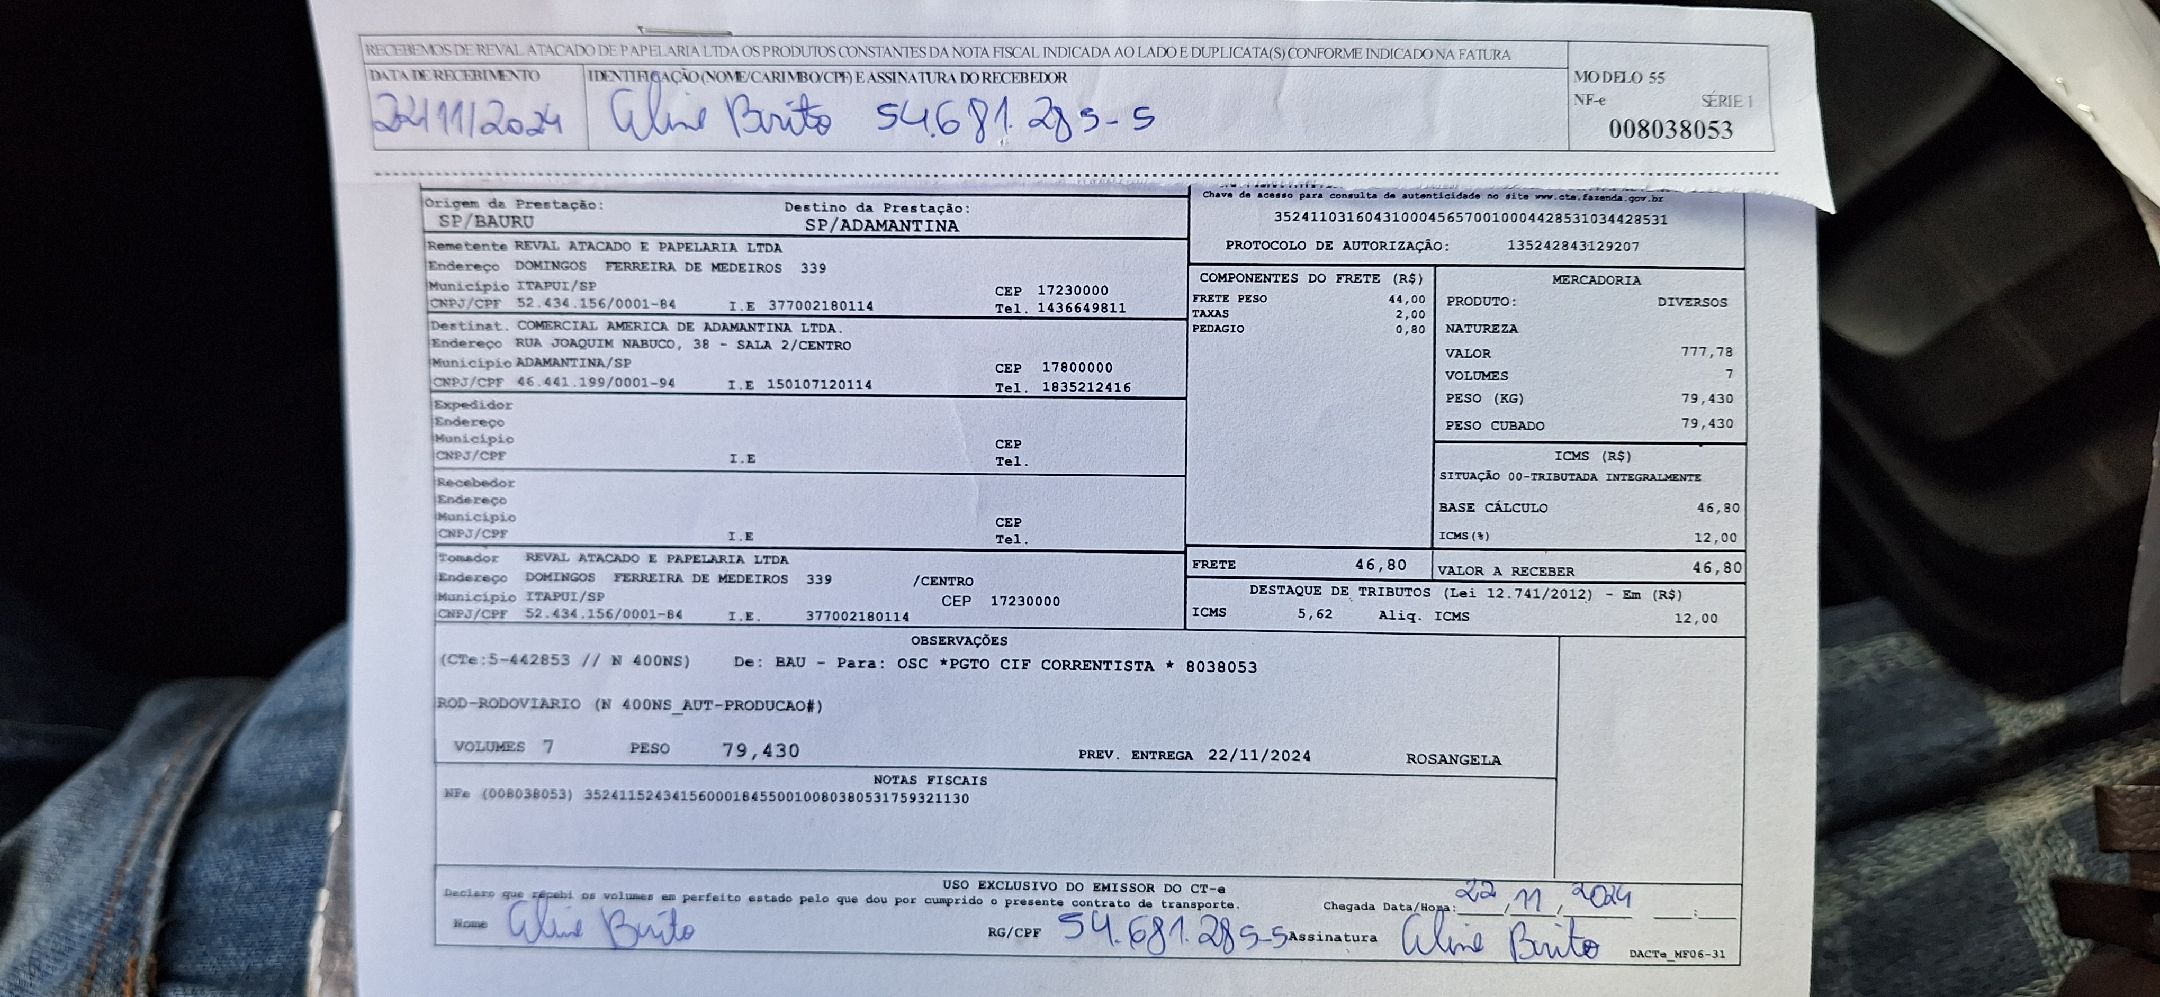 RECEBEMOS DE REVAL ATACADO DE PAPELARIA LTDA OS PRODUTOS CONSTANTES DA NOTA FISCAL INDICADA AO LADO E DUPLICATA(S) CONFORME INDICADO NA FATURA
DATA DE RECEBIMENTO IDENTIFICAÇÃO (NOME/CARIMBO/CPF) E ASSINATURA DO RECEBEDOR
22/11/2024 Aline Brito 54.681.285-5
MODELO 55
NF-e SÉRIE 1
008038053
Origem da Prestação: Destino da Prestação:
SP/BAURU SP/ADAMANTINA
Chave de acesso para consulta de autenticidade no site www.cte.fazenda.gov.br
35241103160431000456570010004428531034428531
PROTOCOLO DE AUTORIZAÇÃO: 135242843129207
Remetente REVAL ATACADO E PAPELARIA LTDA
Endereço DOMINGOS FERREIRA DE MEDEIROS 339
Município ITAPUI/SP CEP 17230000
CNPJ/CPF 52.434.156/0001-84 I.E 377002180114 Tel. 1436649811
Destinat. COMERCIAL AMERICA DE ADAMANTINA LTDA.
Endereço RUA JOAQUIM NABUCO, 38 - SALA 2/CENTRO
Município ADAMANTINA/SP CEP 17800000
CNPJ/CPF 46.441.199/0001-94 I.E 150107120114 Tel. 1835212416
Expedidor
Endereço
Município CEP
CNPJ/CPF I.E Tel.
Recebedor
Endereço
Município CEP
CNPJ/CPF I.E Tel.
Tomador REVAL ATACADO E PAPELARIA LTDA
Endereço DOMINGOS FERREIRA DE MEDEIROS 339 /CENTRO
Município ITAPUI/SP CEP 17230000
CNPJ/CPF 52.434.156/0001-84 I.E. 377002180114
COMPONENTES DO FRETE (R$)
FRETE PESO 44,00
TAXAS 2,00
PEDAGIO 0,80
MERCADORIA
PRODUTO: DIVERSOS
NATUREZA
VALOR 777,78
VOLUMES 7
PESO (KG) 79,430
PESO CUBADO 79,430
ICMS (R$)
SITUAÇÃO 00-TRIBUTADA INTEGRALMENTE
BASE CÁLCULO 46,80
ICMS(%) 12,00
FRETE 46,80 VALOR A RECEBER 46,80
DESTAQUE DE TRIBUTOS (Lei 12.741/2012) - Em (R$)
ICMS 5,62 Aliq. ICMS 12,00
OBSERVAÇÕES
(CTe:5-442853 // N 400NS) De: BAU - Para: OSC *PGTO CIF CORRENTISTA * 8038053
ROD-RODOVIARIO (N 400NS_AUT-PRODUCAO#)
VOLUMES 7 PESO 79,430 PREV. ENTREGA 22/11/2024 ROSANGELA
NOTAS FISCAIS
NFe (008038053) 35241152434156000184550010080380531759321130
USO EXCLUSIVO DO EMISSOR DO CT-e
Declaro que recebi os volumes em perfeito estado pelo que dou por cumprido o presente contrato de transporte. Chegada Data/Hora: 22/11/2024 __:__
Nome Aline Brito RG/CPF 54.681.285-5 Assinatura Aline Brito DACTe_MF06-31